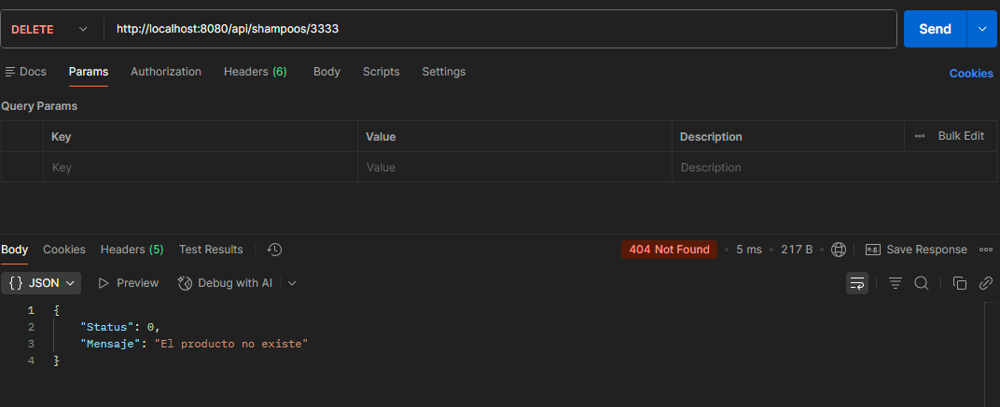 DELETE http://localhost:8080/api/shampoos/3333 Send
Docs Params Authorization Headers (6) Body Scripts Settings Cookies
Query Params
Key Value Description Bulk Edit
Key Value Description
Body Cookies Headers (5) Test Results 404 Not Found • 5 ms • 217 B • e.g. Save Response
{} JSON Preview Debug with AI
1 {
2 "Status": 0,
3 "Mensaje": "El producto no existe"
4 }